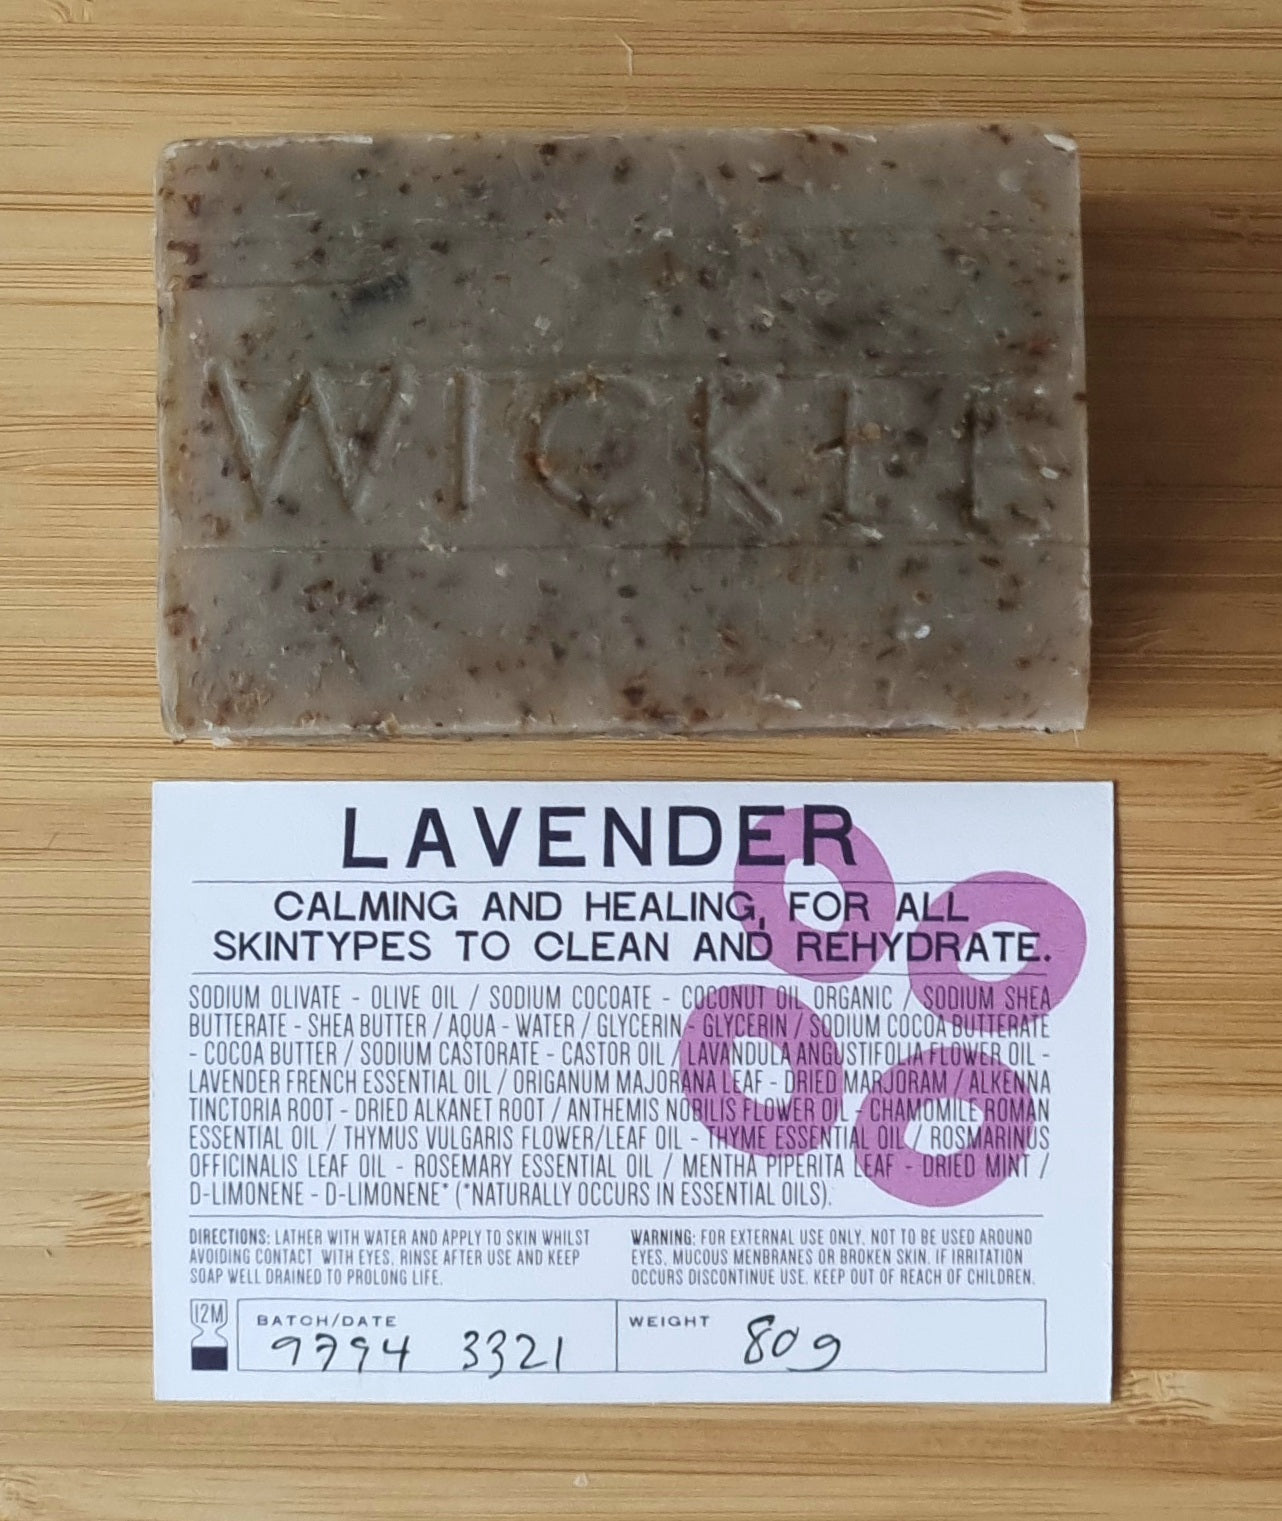 WICKLE
LAVENDER
CALMING AND HEALING, FOR ALL
SKINTYPES TO CLEAN AND REHYDRATE.
SODIUM OLIVATE - OLIVE OIL / SODIUM COCOATE - COCONUT OIL ORGANIC / SODIUM SHEA
BUTTERATE - SHEA BUTTER / AQUA - WATER / GLYCERIN - GLYCERIN / SODIUM COCOA BUTTERATE
- COCOA BUTTER / SODIUM CASTORATE - CASTOR OIL / LAVANDULA ANGUSTIFOLIA FLOWER OIL -
LAVENDER FRENCH ESSENTIAL OIL / ORIGANUM MAJORANA LEAF - DRIED MARJORAM / ALKENNA
TINCTORIA ROOT - DRIED ALKANET ROOT / ANTHEMIS NOBILIS FLOWER OIL - CHAMOMILE ROMAN
ESSENTIAL OIL / THYMUS VULGARIS FLOWER/LEAF OIL - THYME ESSENTIAL OIL / ROSMARINUS
OFFICINALIS LEAF OIL - ROSEMARY ESSENTIAL OIL / MENTHA PIPERITA LEAF - DRIED MINT /
D-LIMONENE - D-LIMONENE* (*NATURALLY OCCURS IN ESSENTIAL OILS).
DIRECTIONS: LATHER WITH WATER AND APPLY TO SKIN WHILST
AVOIDING CONTACT WITH EYES. RINSE AFTER USE AND KEEP
SOAP WELL DRAINED TO PROLONG LIFE.
WARNING: FOR EXTERNAL USE ONLY. NOT TO BE USED AROUND
EYES, MUCOUS MENBRANES OR BROKEN SKIN. IF IRRITATION
OCCURS DISCONTINUE USE. KEEP OUT OF REACH OF CHILDREN.
12M
BATCH/DATE
9794 3321
WEIGHT
80g